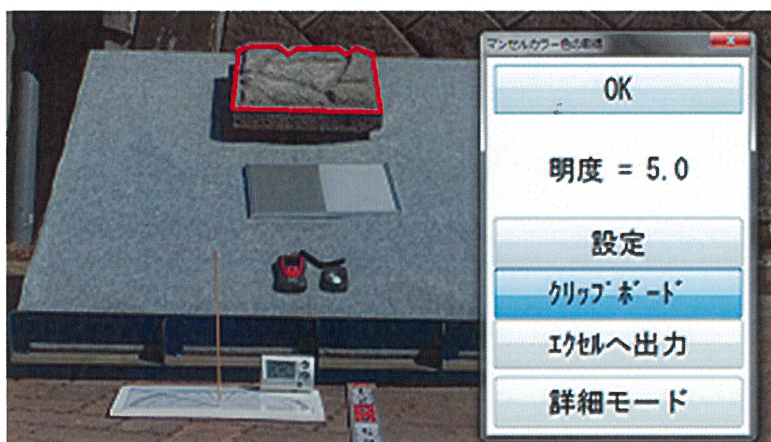 マンセルカラー色の取得
OK
明度 = 5.0
設定
クリップボード
エクセルへ出力
詳細モード